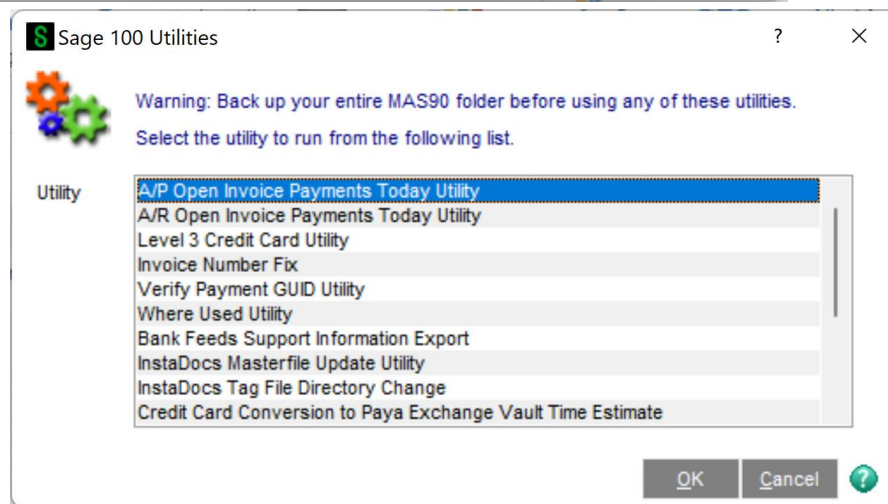 S Sage 100 Utilities ? ×
Warning: Back up your entire MAS90 folder before using any of these utilities.
Select the utility to run from the following list.
Utility
A/P Open Invoice Payments Today Utility
A/R Open Invoice Payments Today Utility
Level 3 Credit Card Utility
Invoice Number Fix
Verify Payment GUID Utility
Where Used Utility
Bank Feeds Support Information Export
InstaDocs Masterfile Update Utility
InstaDocs Tag File Directory Change
Credit Card Conversion to Paya Exchange Vault Time Estimate
OK Cancel ?